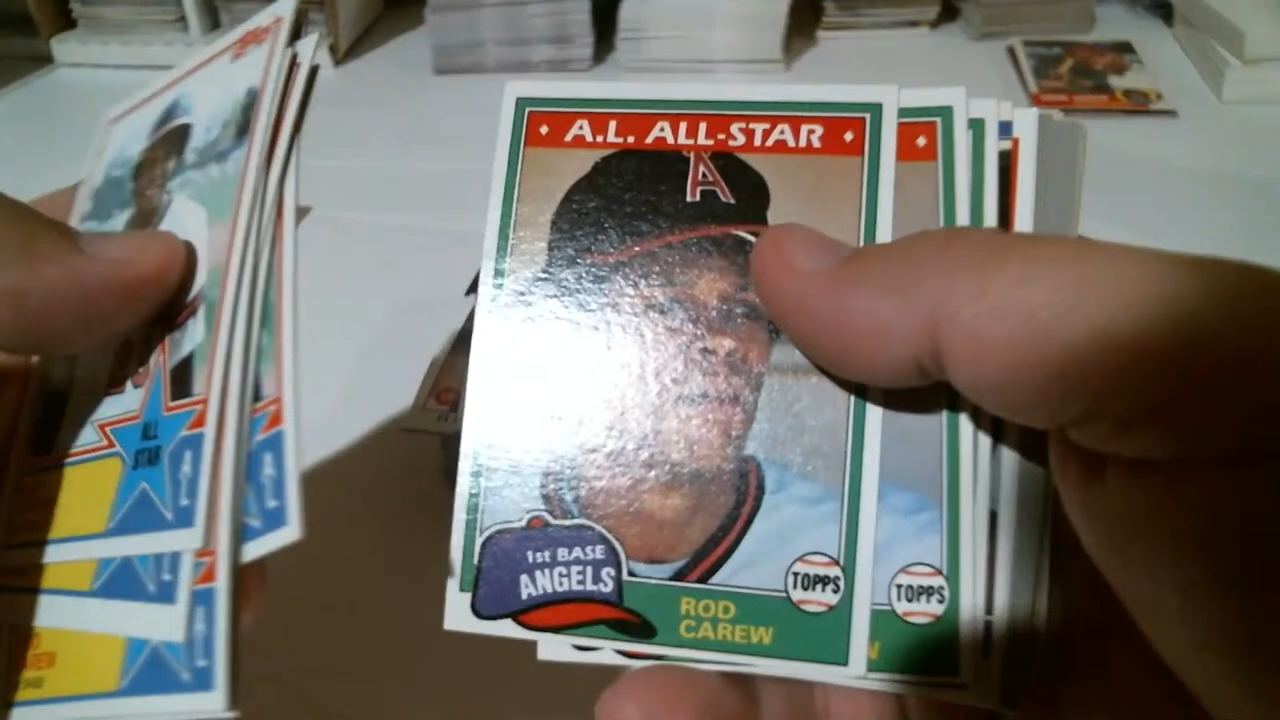 A.L. ALL-STAR
A
1st BASE
ANGELS
ROD
CAREW
TOPPS
TOPPS
ALL
STAR
A.L.